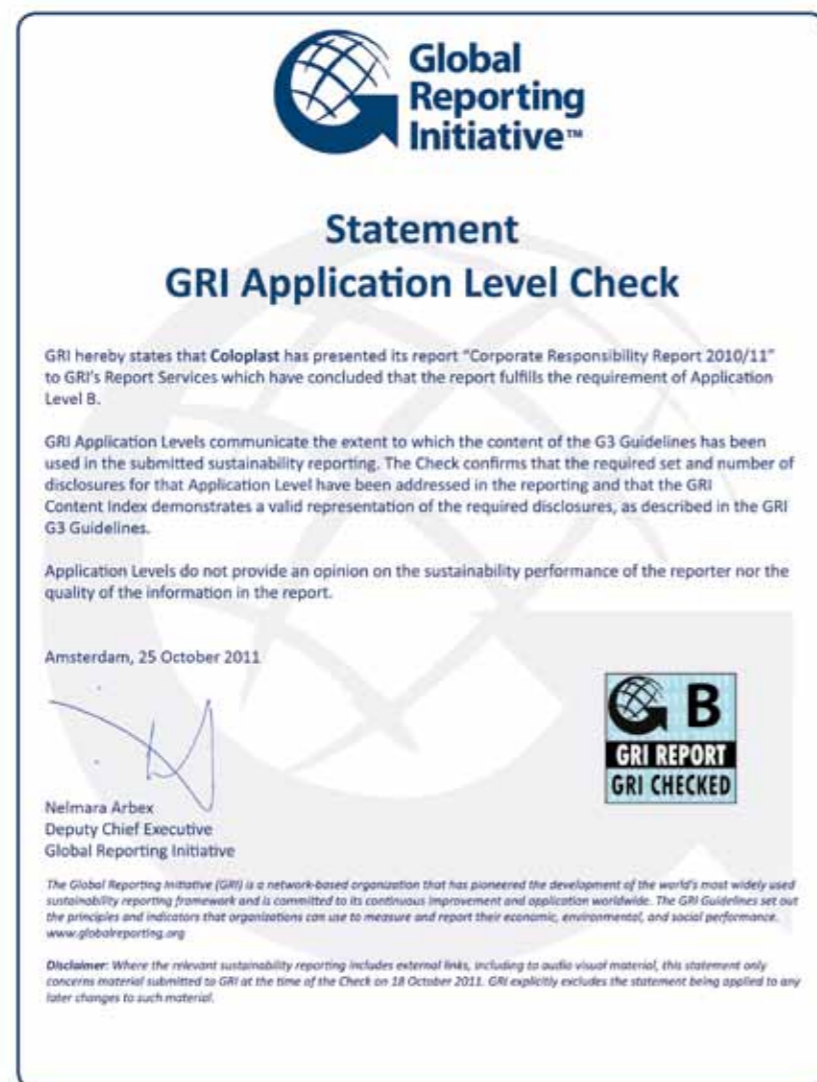 Global
Reporting
Initiative™
Statement
GRI Application Level Check
GRI hereby states that Coloplast has presented its report “Corporate Responsibility Report 2010/11”
to GRI’s Report Services which have concluded that the report fulfills the requirement of Application
Level B.
GRI Application Levels communicate the extent to which the content of the G3 Guidelines has been
used in the submitted sustainability reporting. The Check confirms that the required set and number of
disclosures for that Application Level have been addressed in the reporting and that the GRI
Content Index demonstrates a valid representation of the required disclosures, as described in the GRI
G3 Guidelines.
Application Levels do not provide an opinion on the sustainability performance of the reporter nor the
quality of the information in the report.
Amsterdam, 25 October 2011
B
GRI REPORT
GRI CHECKED
Nelmara Arbex
Deputy Chief Executive
Global Reporting Initiative
The Global Reporting Initiative (GRI) is a network-based organization that has pioneered the development of the world’s most widely used
sustainability reporting framework and is committed to its continuous improvement and application worldwide. The GRI Guidelines set out
the principles and indicators that organizations can use to measure and report their economic, environmental, and social performance.
www.globalreporting.org
Disclaimer: Where the relevant sustainability reporting includes external links, including to audio visual material, this statement only
concerns material submitted to GRI at the time of the Check on 18 October 2011. GRI explicitly excludes the statement being applied to any
later changes to such material.